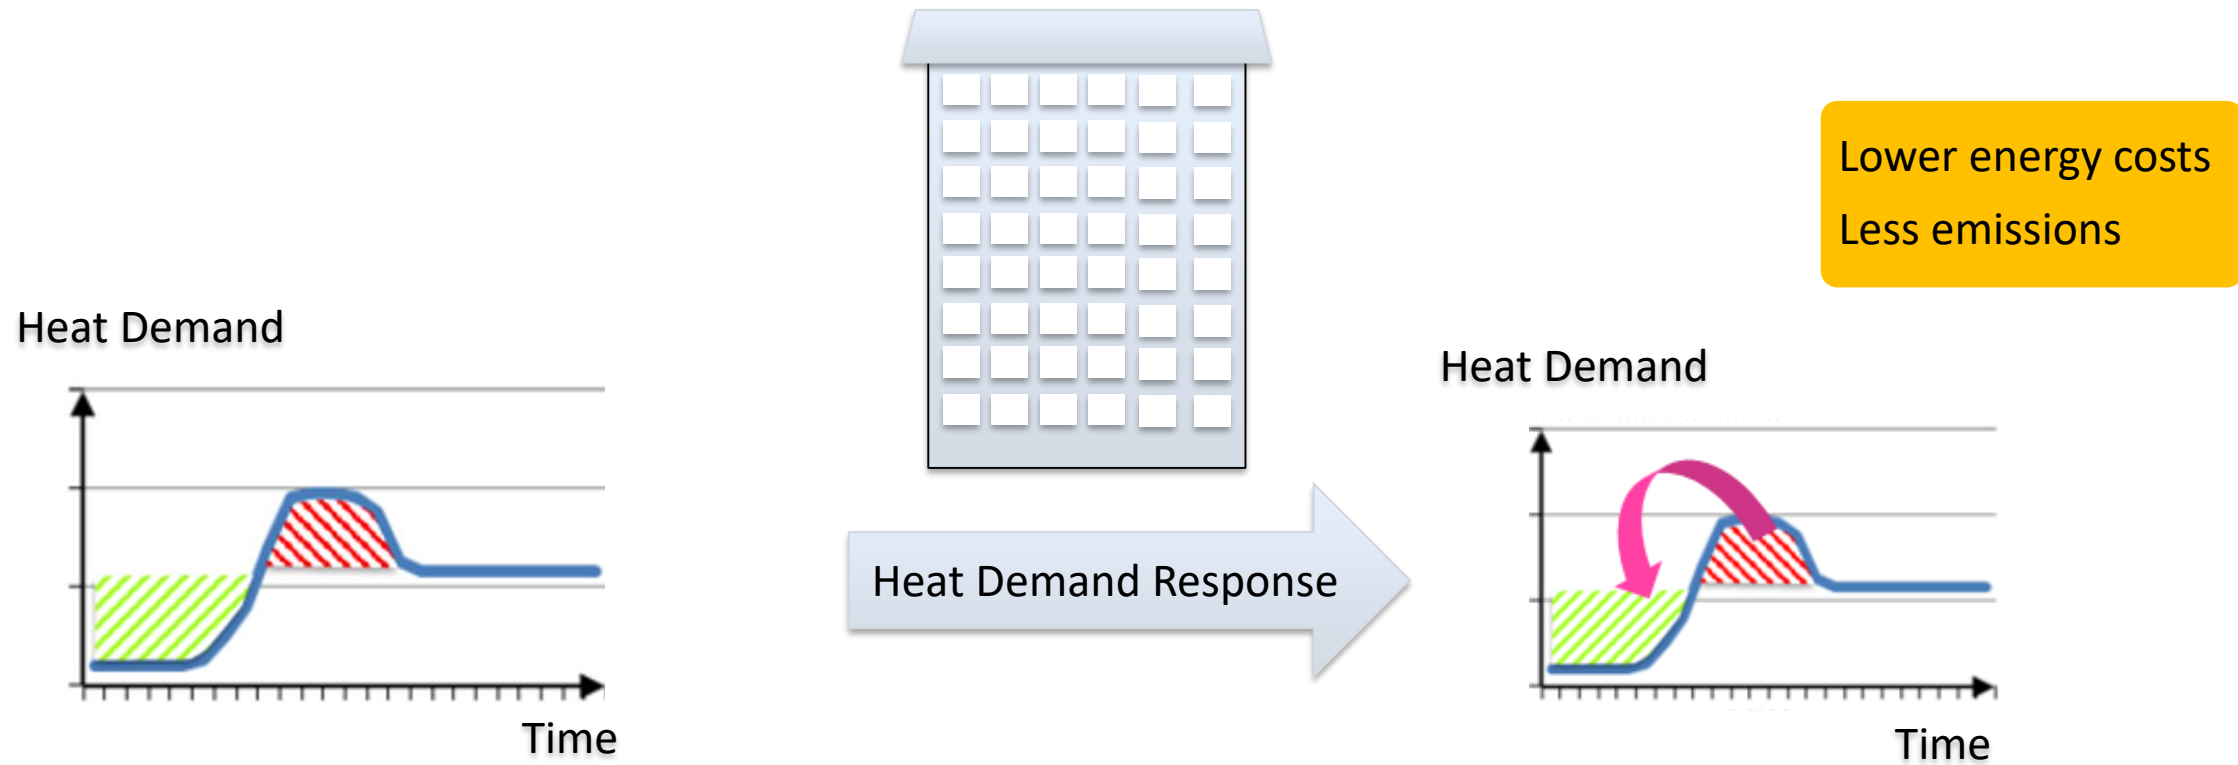 Lower energy costs
Less emissions
Heat Demand
Heat Demand
Heat Demand Response
Time
Time